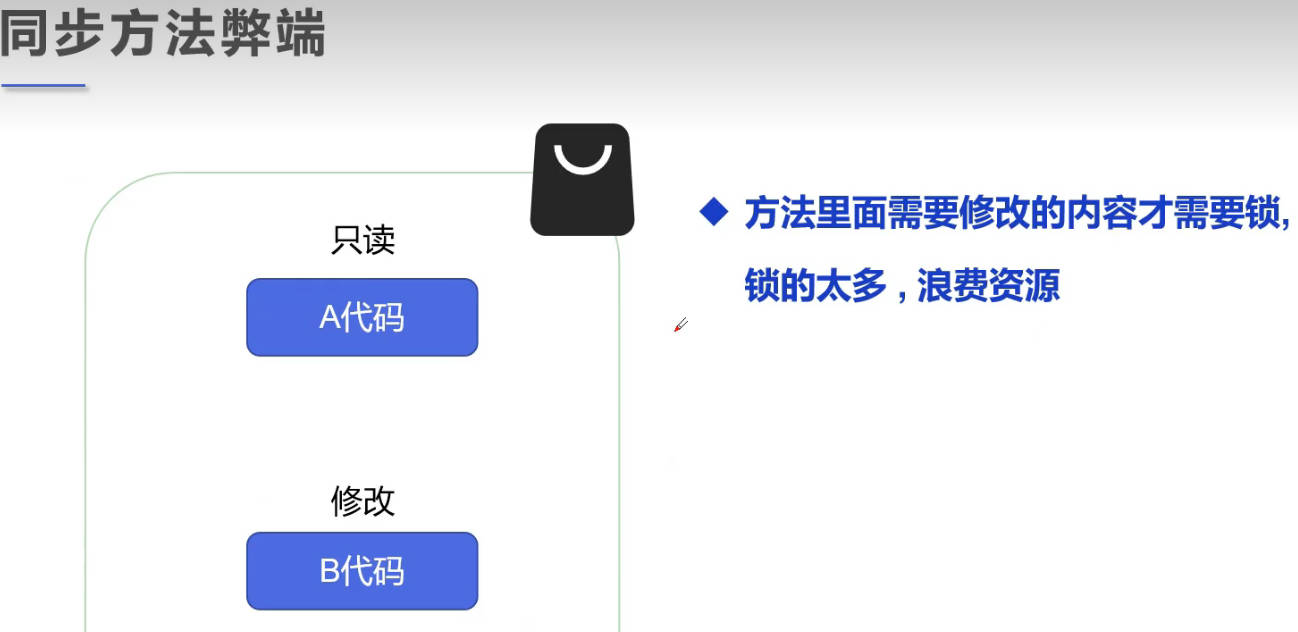 同步方法弊端
只读
A代码
修改
B代码
方法里面需要修改的内容才需要锁,
锁的太多,浪费资源